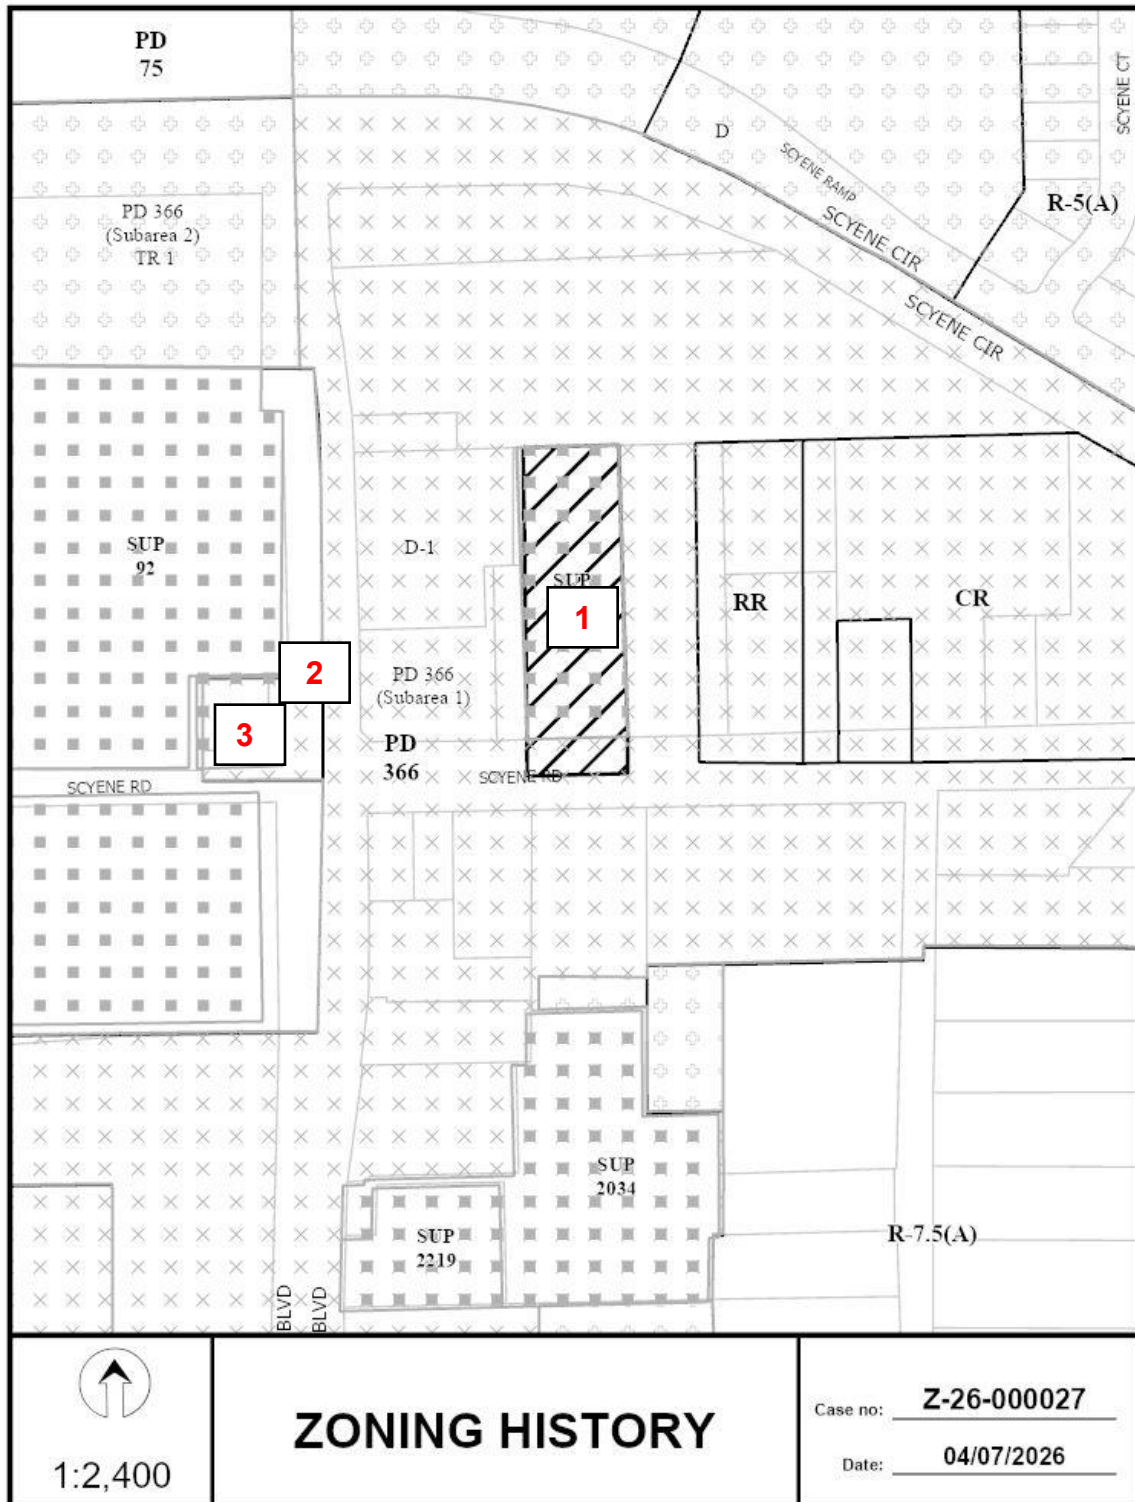 PD
75
SCYENE CT
D
SCYENE RAMP
R-5(A)
PD 366
(Subarea 2)
TR 1
SCYENE CIR
SCYENE CIR
SUP
92
D-1
SUP
1
RR
CR
2
PD 366
(Subarea 1)
3
PD
366
SCYENE RD
SCYENE RD
SUP
2034
SUP
2219
R-7.5(A)
BLVD
BLVD
1:2,400
ZONING HISTORY
Case no: Z-26-000027
Date: 04/07/2026